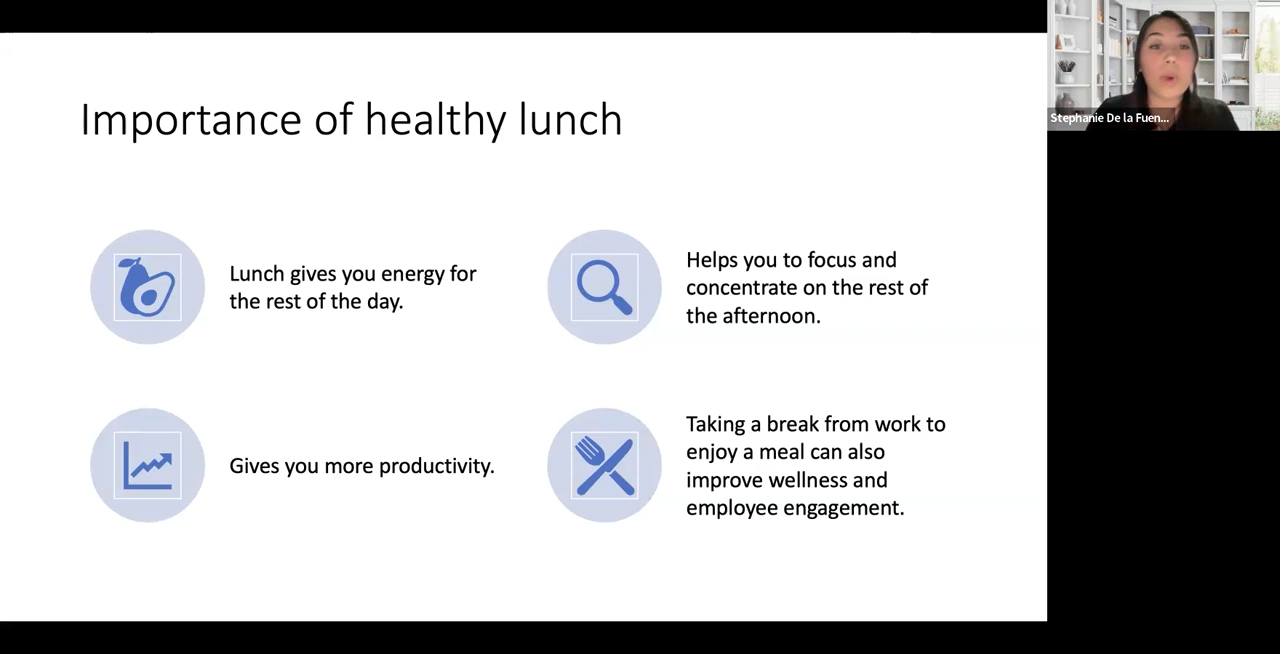 Importance of healthy lunch
Lunch gives you energy for
the rest of the day.
Helps you to focus and
concentrate on the rest of
the afternoon.
Gives you more productivity.
Taking a break from work to
enjoy a meal can also
improve wellness and
employee engagement.
Stephanie De la Fuen...